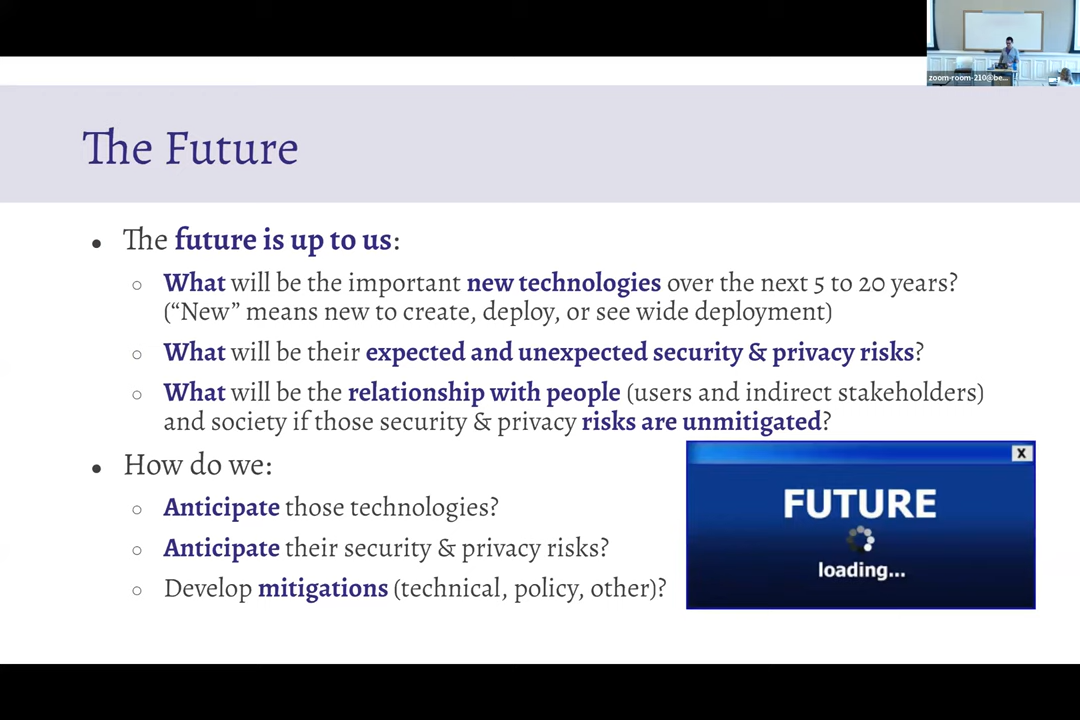 zoom-room-210@be...
The Future
● The future is up to us:
○ What will be the important new technologies over the next 5 to 20 years?
(“New” means new to create, deploy, or see wide deployment)
○ What will be their expected and unexpected security & privacy risks?
○ What will be the relationship with people (users and indirect stakeholders)
and society if those security & privacy risks are unmitigated?
● How do we:
○ Anticipate those technologies?
○ Anticipate their security & privacy risks?
○ Develop mitigations (technical, policy, other)?
X
FUTURE
loading...